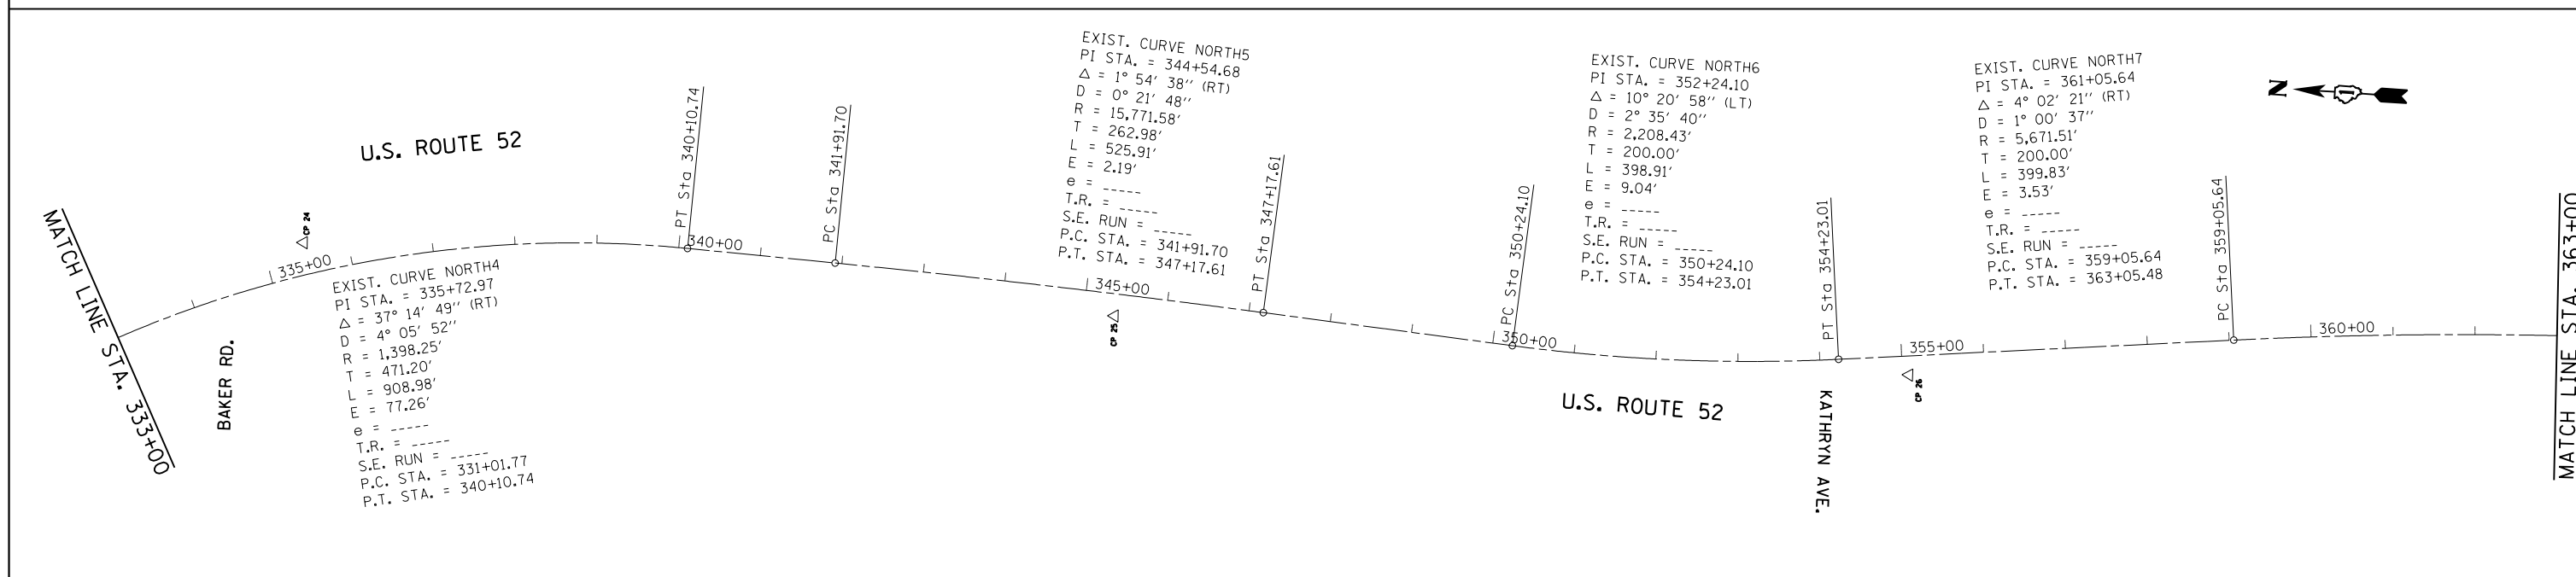 MATCH LINE STA. 333+00
BAKER RD.
U.S. ROUTE 52
CP 24
335+00
EXIST. CURVE NORTH4
PI STA. = 335+72.97
△ = 37° 14' 49'' (RT)
D = 4° 05' 52''
R = 1,398.25'
T = 471.20'
L = 908.98'
E = 77.26'
e = -----
T.R. = -----
S.E. RUN = -----
P.C. STA. = 331+01.77
P.T. STA. = 340+10.74
PT Sta 340+10.74
340+00
PC Sta 341+91.70
EXIST. CURVE NORTH5
PI STA. = 344+54.68
△ = 1° 54' 38'' (RT)
D = 0° 21' 48''
R = 15,771.58'
T = 262.98'
L = 525.91'
E = 2.19'
e = -----
T.R. = -----
S.E. RUN = -----
P.C. STA. = 341+91.70
P.T. STA. = 347+17.61
345+00
CP 25
PT Sta 347+17.61
PC Sta 350+24.10
350+00
EXIST. CURVE NORTH6
PI STA. = 352+24.10
△ = 10° 20' 58'' (LT)
D = 2° 35' 40''
R = 2,208.43'
T = 200.00'
L = 398.91'
E = 9.04'
e = -----
T.R. = -----
S.E. RUN = -----
P.C. STA. = 350+24.10
P.T. STA. = 354+23.01
U.S. ROUTE 52
PT Sta 354+23.01
KATHRYN AVE.
355+00
CP 26
EXIST. CURVE NORTH7
PI STA. = 361+05.64
△ = 4° 02' 21'' (RT)
D = 1° 00' 37''
R = 5,671.51'
T = 200.00'
L = 399.83'
E = 3.53'
e = -----
T.R. = -----
S.E. RUN = -----
P.C. STA. = 359+05.64
P.T. STA. = 363+05.48
PC Sta 359+05.64
360+00
N
MATCH LINE STA. 363+00